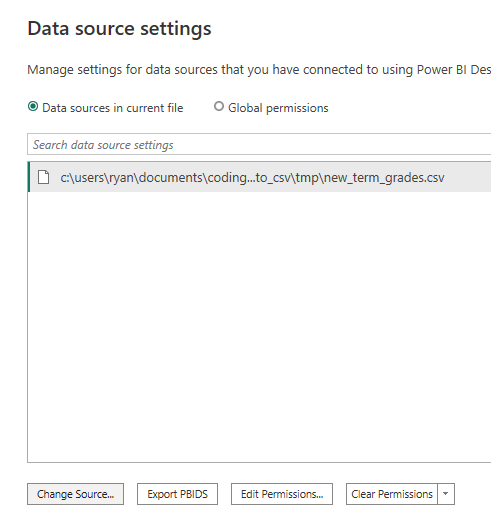 Data source settings
Manage settings for data sources that you have connected to using Power BI Des
Data sources in current file Global permissions
Search data source settings
c:\users\ryan\documents\coding...to_csv\tmp\new_term_grades.csv
Change Source... Export PBIDS Edit Permissions... Clear Permissions